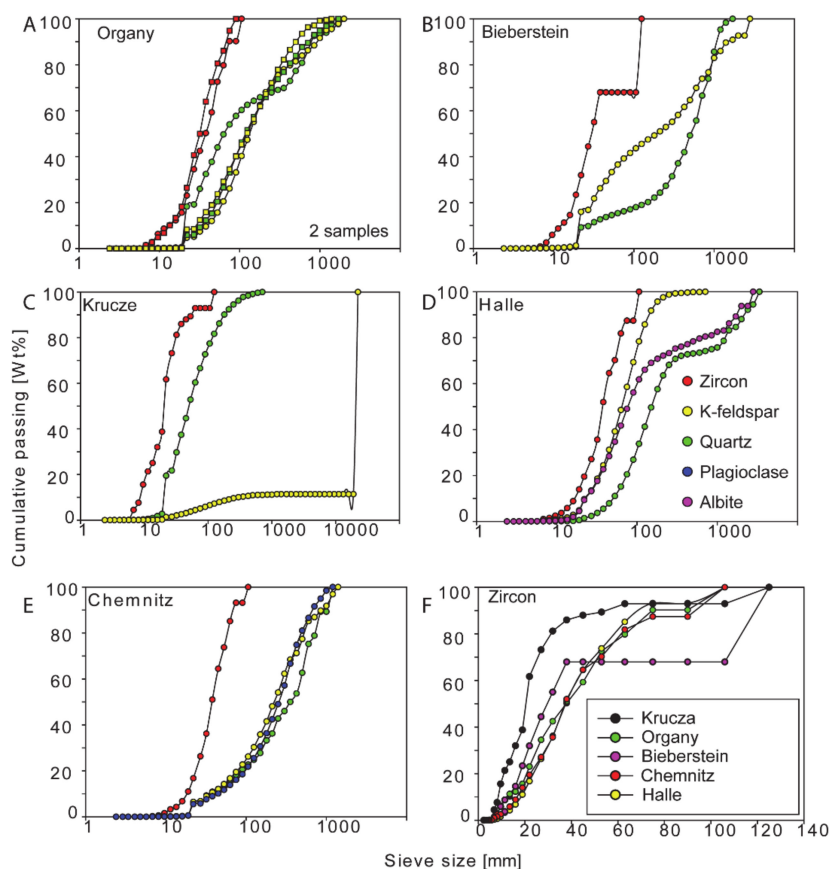 A
Organy
100
80
60
40
20
0
1
10
100
1000
2 samples
B
Bieberstein
100
80
60
40
20
0
1
10
100
1000
C
Krucze
100
80
60
40
20
0
1
10
100
1000
10000
D
Halle
100
80
60
40
20
0
1
10
100
1000
Zircon
K-feldspar
Quartz
Plagioclase
Albite
Cumulative passing [Wt%]
E
Chemnitz
100
80
60
40
20
0
1
10
100
1000
F
Zircon
100
80
60
40
20
0
0
20
40
60
80
100
120
140
Krucza
Organy
Bieberstein
Chemnitz
Halle
Sieve size [mm]